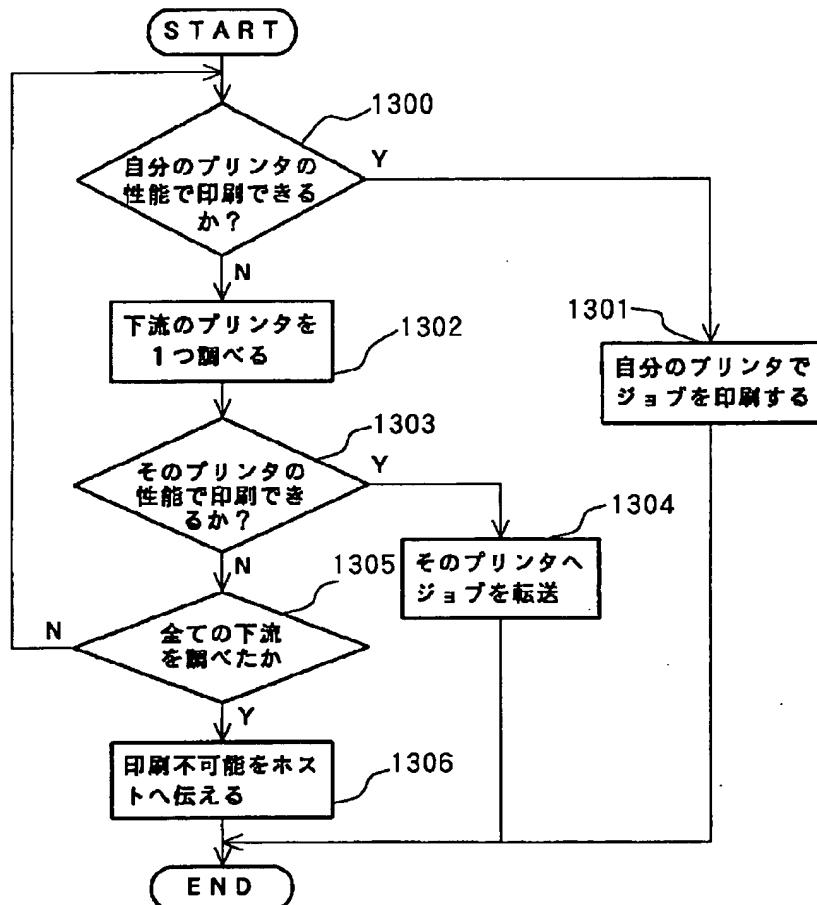 START
1300
自分のプリンタの
性能で印刷できる
か?
Y
N
下流のプリンタを
1つ調べる
1302
1301
自分のプリンタで
ジョブを印刷する
1303
そのプリンタの
性能で印刷でき
るか?
Y
N
1304
そのプリンタへ
ジョブを転送
1305
全ての下流
を調べたか
N
Y
印刷不可能をホス
トへ伝える
1306
END